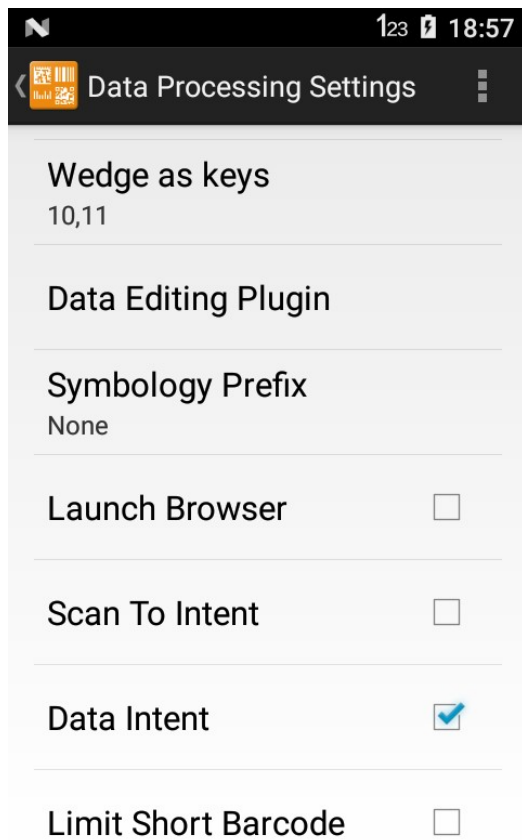 123 18:57
Data Processing Settings
Wedge as keys
10,11
Data Editing Plugin
Symbology Prefix
None
Launch Browser
Scan To Intent
Data Intent
Limit Short Barcode